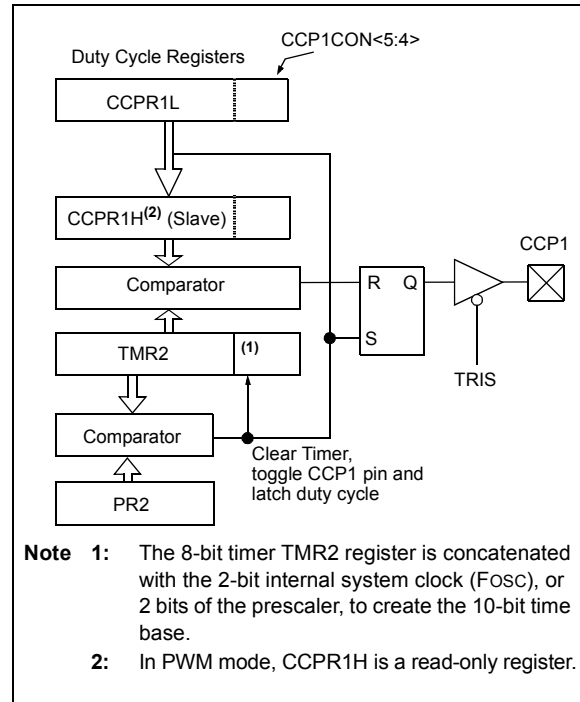 CCP1CON<5:4>
Duty Cycle Registers
CCPR1L
CCPR1H(2) (Slave)
CCP1
Comparator
R Q
TMR2 (1)
S
TRIS
Comparator
Clear Timer,
toggle CCP1 pin and
latch duty cycle
PR2
Note 1: The 8-bit timer TMR2 register is concatenated
with the 2-bit internal system clock (FOSC), or
2 bits of the prescaler, to create the 10-bit time
base.
2: In PWM mode, CCPR1H is a read-only register.